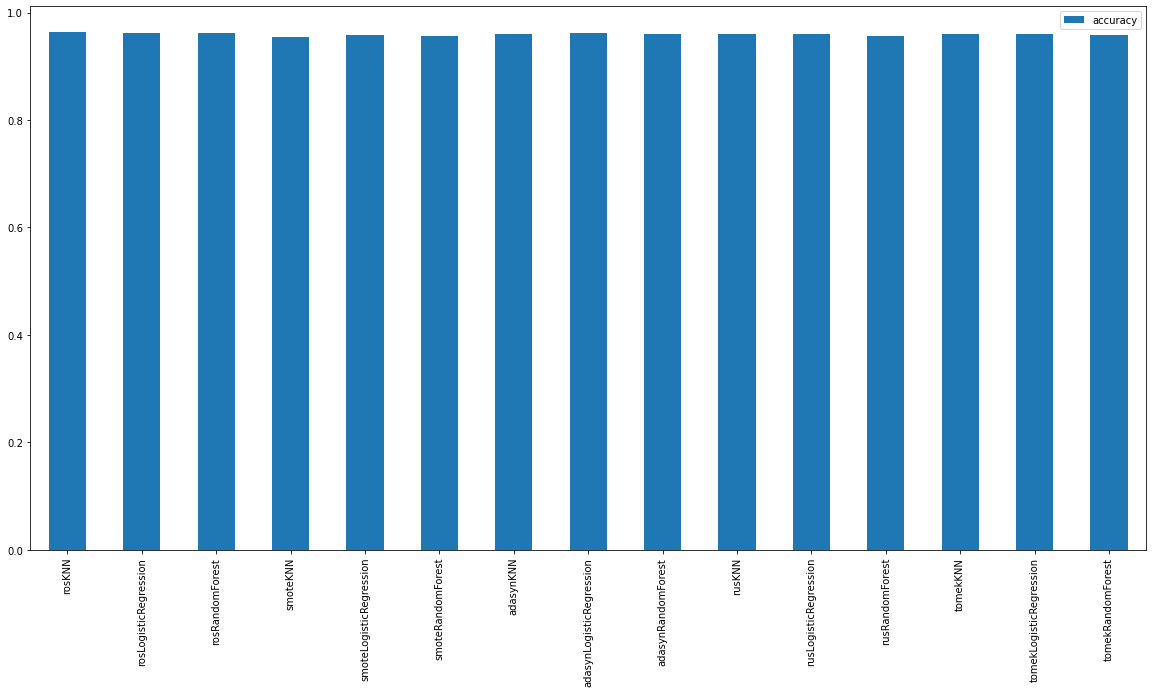 accuracy
1.0
0.8
0.6
0.4
0.2
0.0
rosKNN
rosLogisticRegression
rosRandomForest
smoteKNN
smoteLogisticRegression
smoteRandomForest
adasynKNN
adasynLogisticRegression
adasynRandomForest
rusKNN
rusLogisticRegression
rusRandomForest
tomekKNN
tomekLogisticRegression
tomekRandomForest